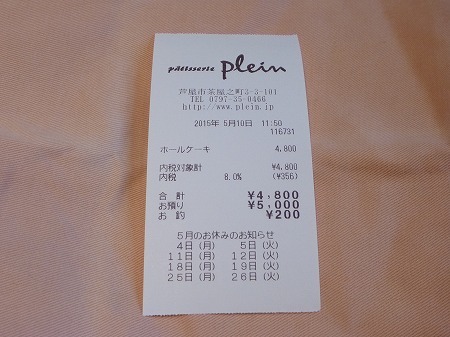 pâtisserie plein
芦屋市茶屋之町3-3-101
TEL 0797-35-0466
http://www.plein.jp
2015年 5月10日 11:50
116731
ホールケーキ 4,800
内税対象計 ¥4,800
内税 8.0% (¥356)
合 計 ¥4,800
お預り ¥5,000
お 釣 ¥200
5月のお休みのお知らせ
4日(月) 5日(火)
11日(月) 12日(火)
18日(月) 19日(火)
25日(月) 26日(火)